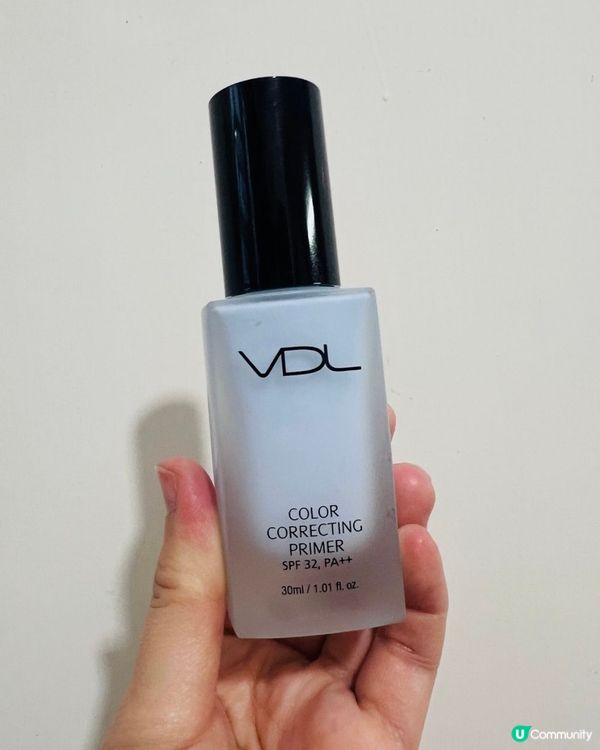 VDL
COLOR
CORRECTING
PRIMER
SPF 32, PA++
30ml / 1.01 fl. oz.
U Community